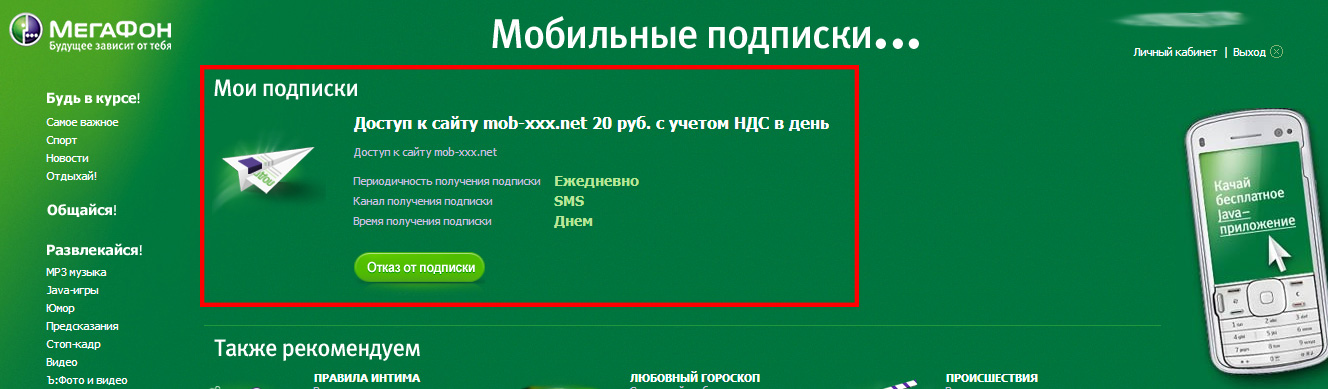 МЕГАФОН
Будущее зависит от тебя
Мобильные подписки...
Личный кабинет | Выход
Будь в курсе!
Самое важное
Спорт
Новости
Отдыхай!
Общайся!
Развлекайся!
MP3 музыка
Java-игры
Юмор
Предсказания
Стоп-кадр
Видео
Ъ:Фото и видео
Мои подписки
Доступ к сайту mob-xxx.net 20 руб. с учетом НДС в день
Доступ к сайту mob-xxx.net
Периодичность получения подписки Ежедневно
Канал получения подписки SMS
Время получения подписки Днем
Отказ от подписки
Качай
бесплатное
Java-
приложение
Также рекомендуем
ПРАВИЛА ИНТИМА
ЛЮБОВНЫЙ ГОРОСКОП
ПРОИСШЕСТВИЯ